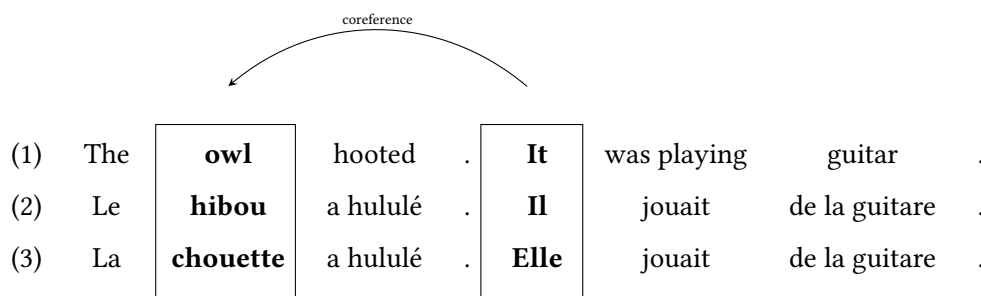 coreference
(1) The owl hooted . It was playing guitar .
(2) Le hibou a hululé . Il jouait de la guitare .
(3) La chouette a hululé . Elle jouait de la guitare .